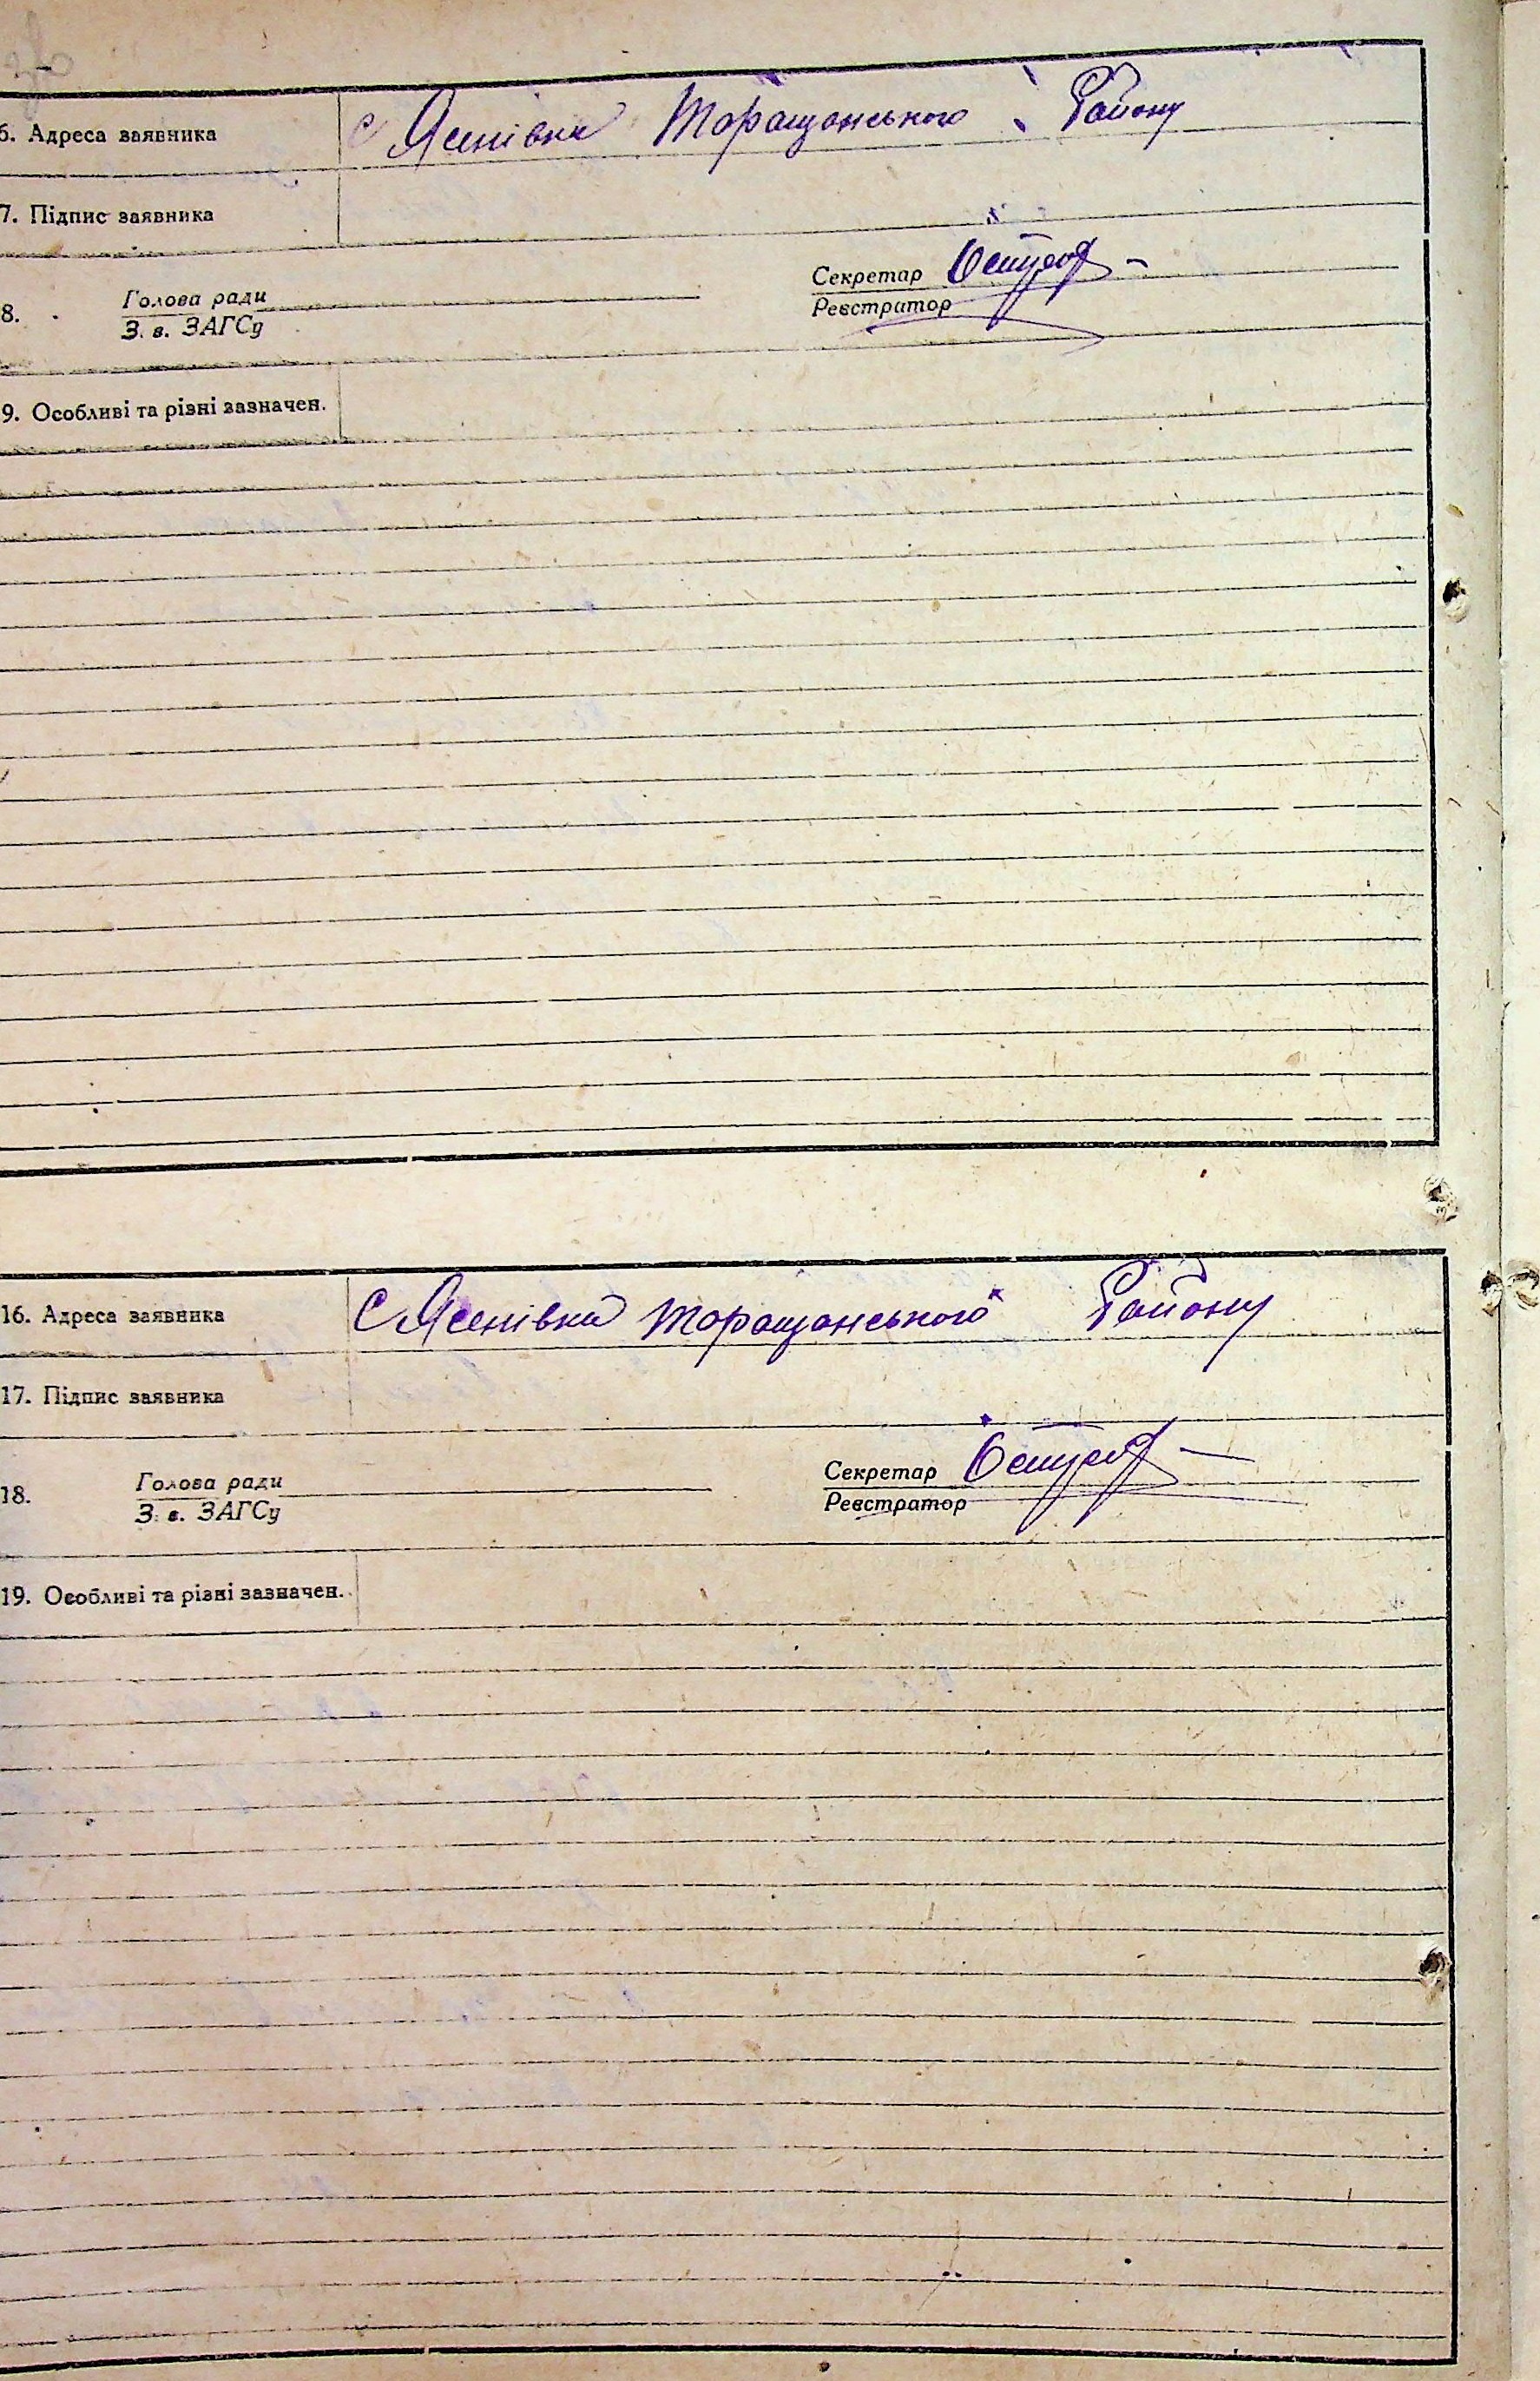 6. Адреса заявника с Ясенівка Таращанського Району
7. Підпис заявника
Секретар
8. Голова ради
Реєстратор
З. в. ЗАГСу
9. Особливі та різні зазначен.
16. Адреса заявника С Ясенівка Таращанського Району
17. Підпис заявника
Секретар
18. Голова ради
Реєстратор
З. в. ЗАГСу
19. Особливі та різні зазначен.